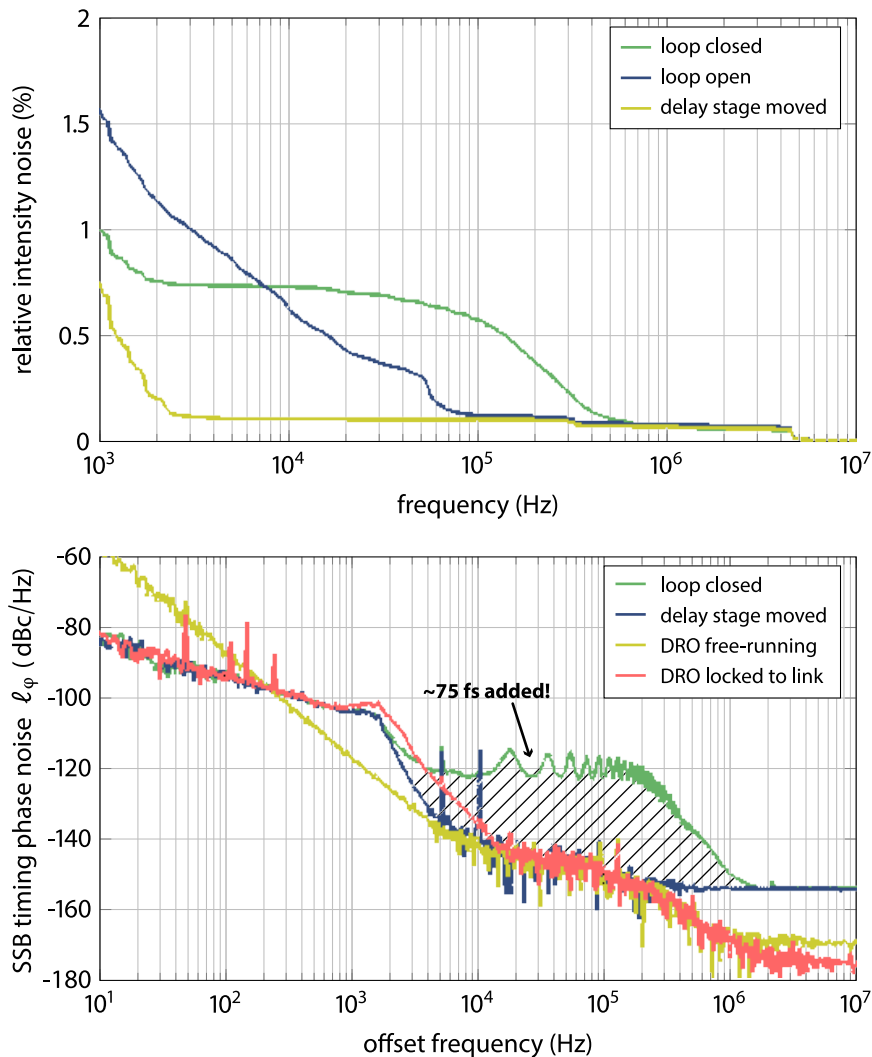 2
1.5
1
0.5
0
relative intensity noise (%)
loop closed
loop open
delay stage moved
10³ 10⁴ 10⁵ 10⁶ 10⁷
frequency (Hz)
-60
-80
-100
-120
-140
-160
-180
SSB timing phase noise ℓφ ( dBc/Hz)
loop closed
delay stage moved
DRO free-running
DRO locked to link
~75 fs added!
10¹ 10² 10³ 10⁴ 10⁵ 10⁶ 10⁷
offset frequency (Hz)